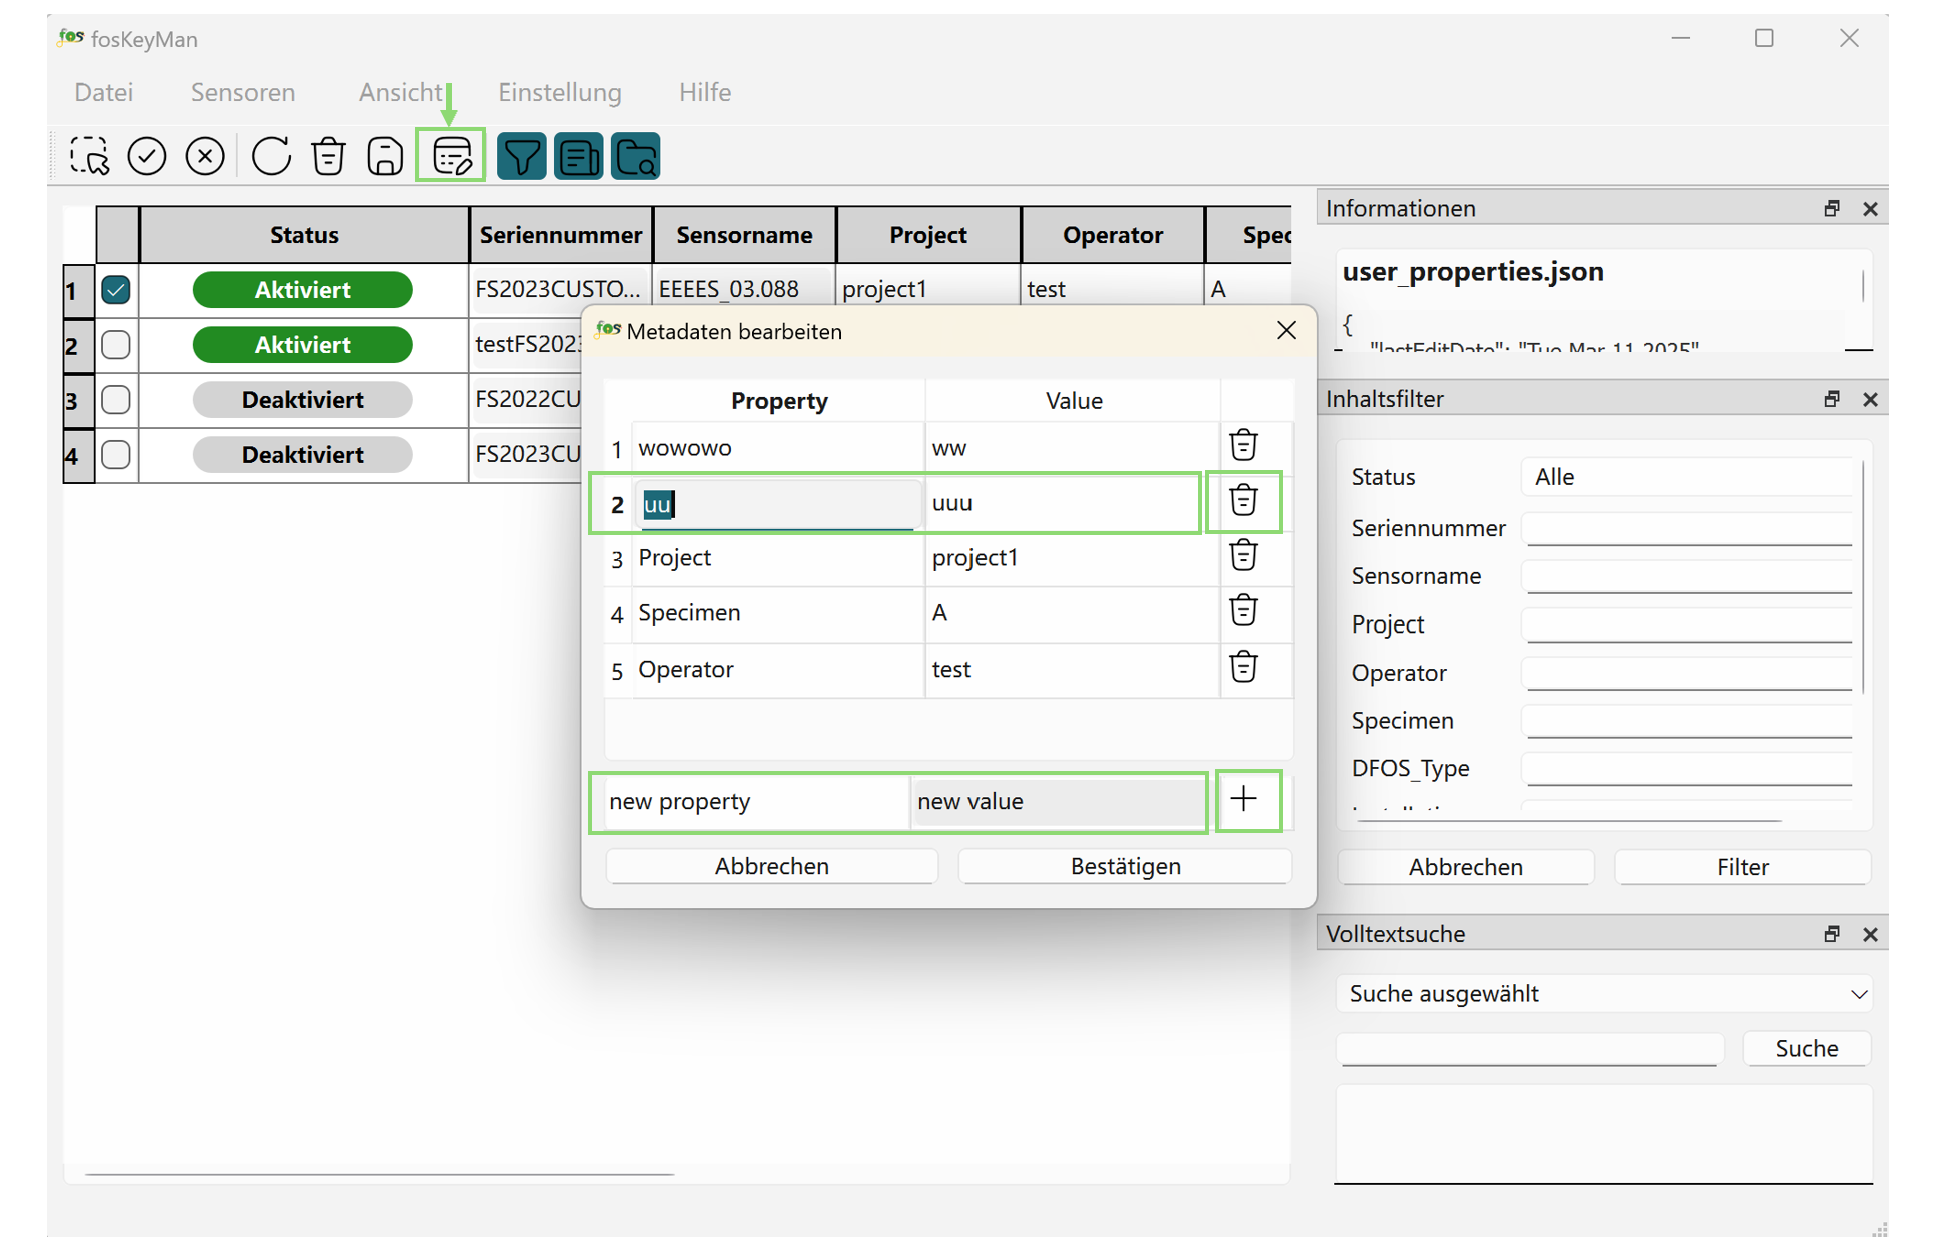 fos fosKeyMan
Datei Sensoren Ansicht Einstellung Hilfe
Status Seriennummer Sensorname Project Operator Spec
1 Aktiviert FS2023CUSTO... EEEES_03.088 project1 test A
2 Aktiviert testFS2023
3 Deaktiviert FS2022CU
4 Deaktiviert FS2023CU
fos Metadaten bearbeiten
Property Value
1 wowowo ww
2 uu uuu
3 Project project1
4 Specimen A
5 Operator test
new property new value
Abbrechen Bestätigen
Informationen
user_properties.json
{
"lastEditDate": "Tue Mar 11 2025"
Inhaltsfilter
Status Alle
Seriennummer
Sensorname
Project
Operator
Specimen
DFOS_Type
Abbrechen Filter
Volltextsuche
Suche ausgewählt
Suche